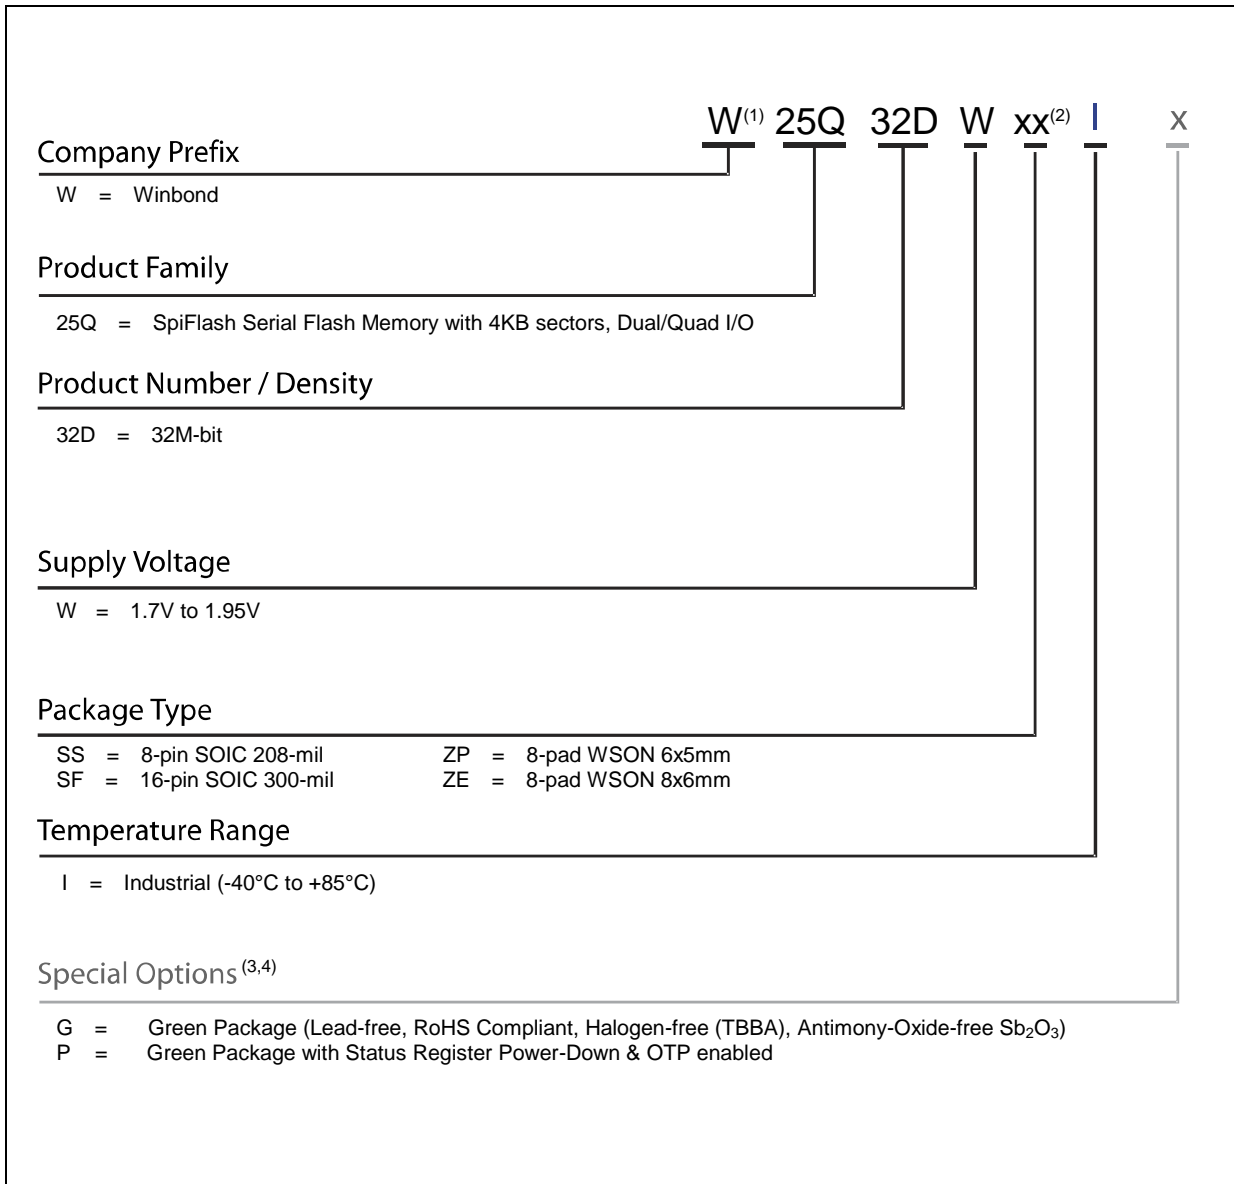 W(1) 25Q 32D W xx(2) I x
Company Prefix
W = Winbond
Product Family
25Q = SpiFlash Serial Flash Memory with 4KB sectors, Dual/Quad I/O
Product Number / Density
32D = 32M-bit
Supply Voltage
W = 1.7V to 1.95V
Package Type
SS = 8-pin SOIC 208-mil ZP = 8-pad WSON 6x5mm
SF = 16-pin SOIC 300-mil ZE = 8-pad WSON 8x6mm
Temperature Range
I = Industrial (-40°C to +85°C)
Special Options (3,4)
G = Green Package (Lead-free, RoHS Compliant, Halogen-free (TBBA), Antimony-Oxide-free Sb₂O₃)
P = Green Package with Status Register Power-Down & OTP enabled